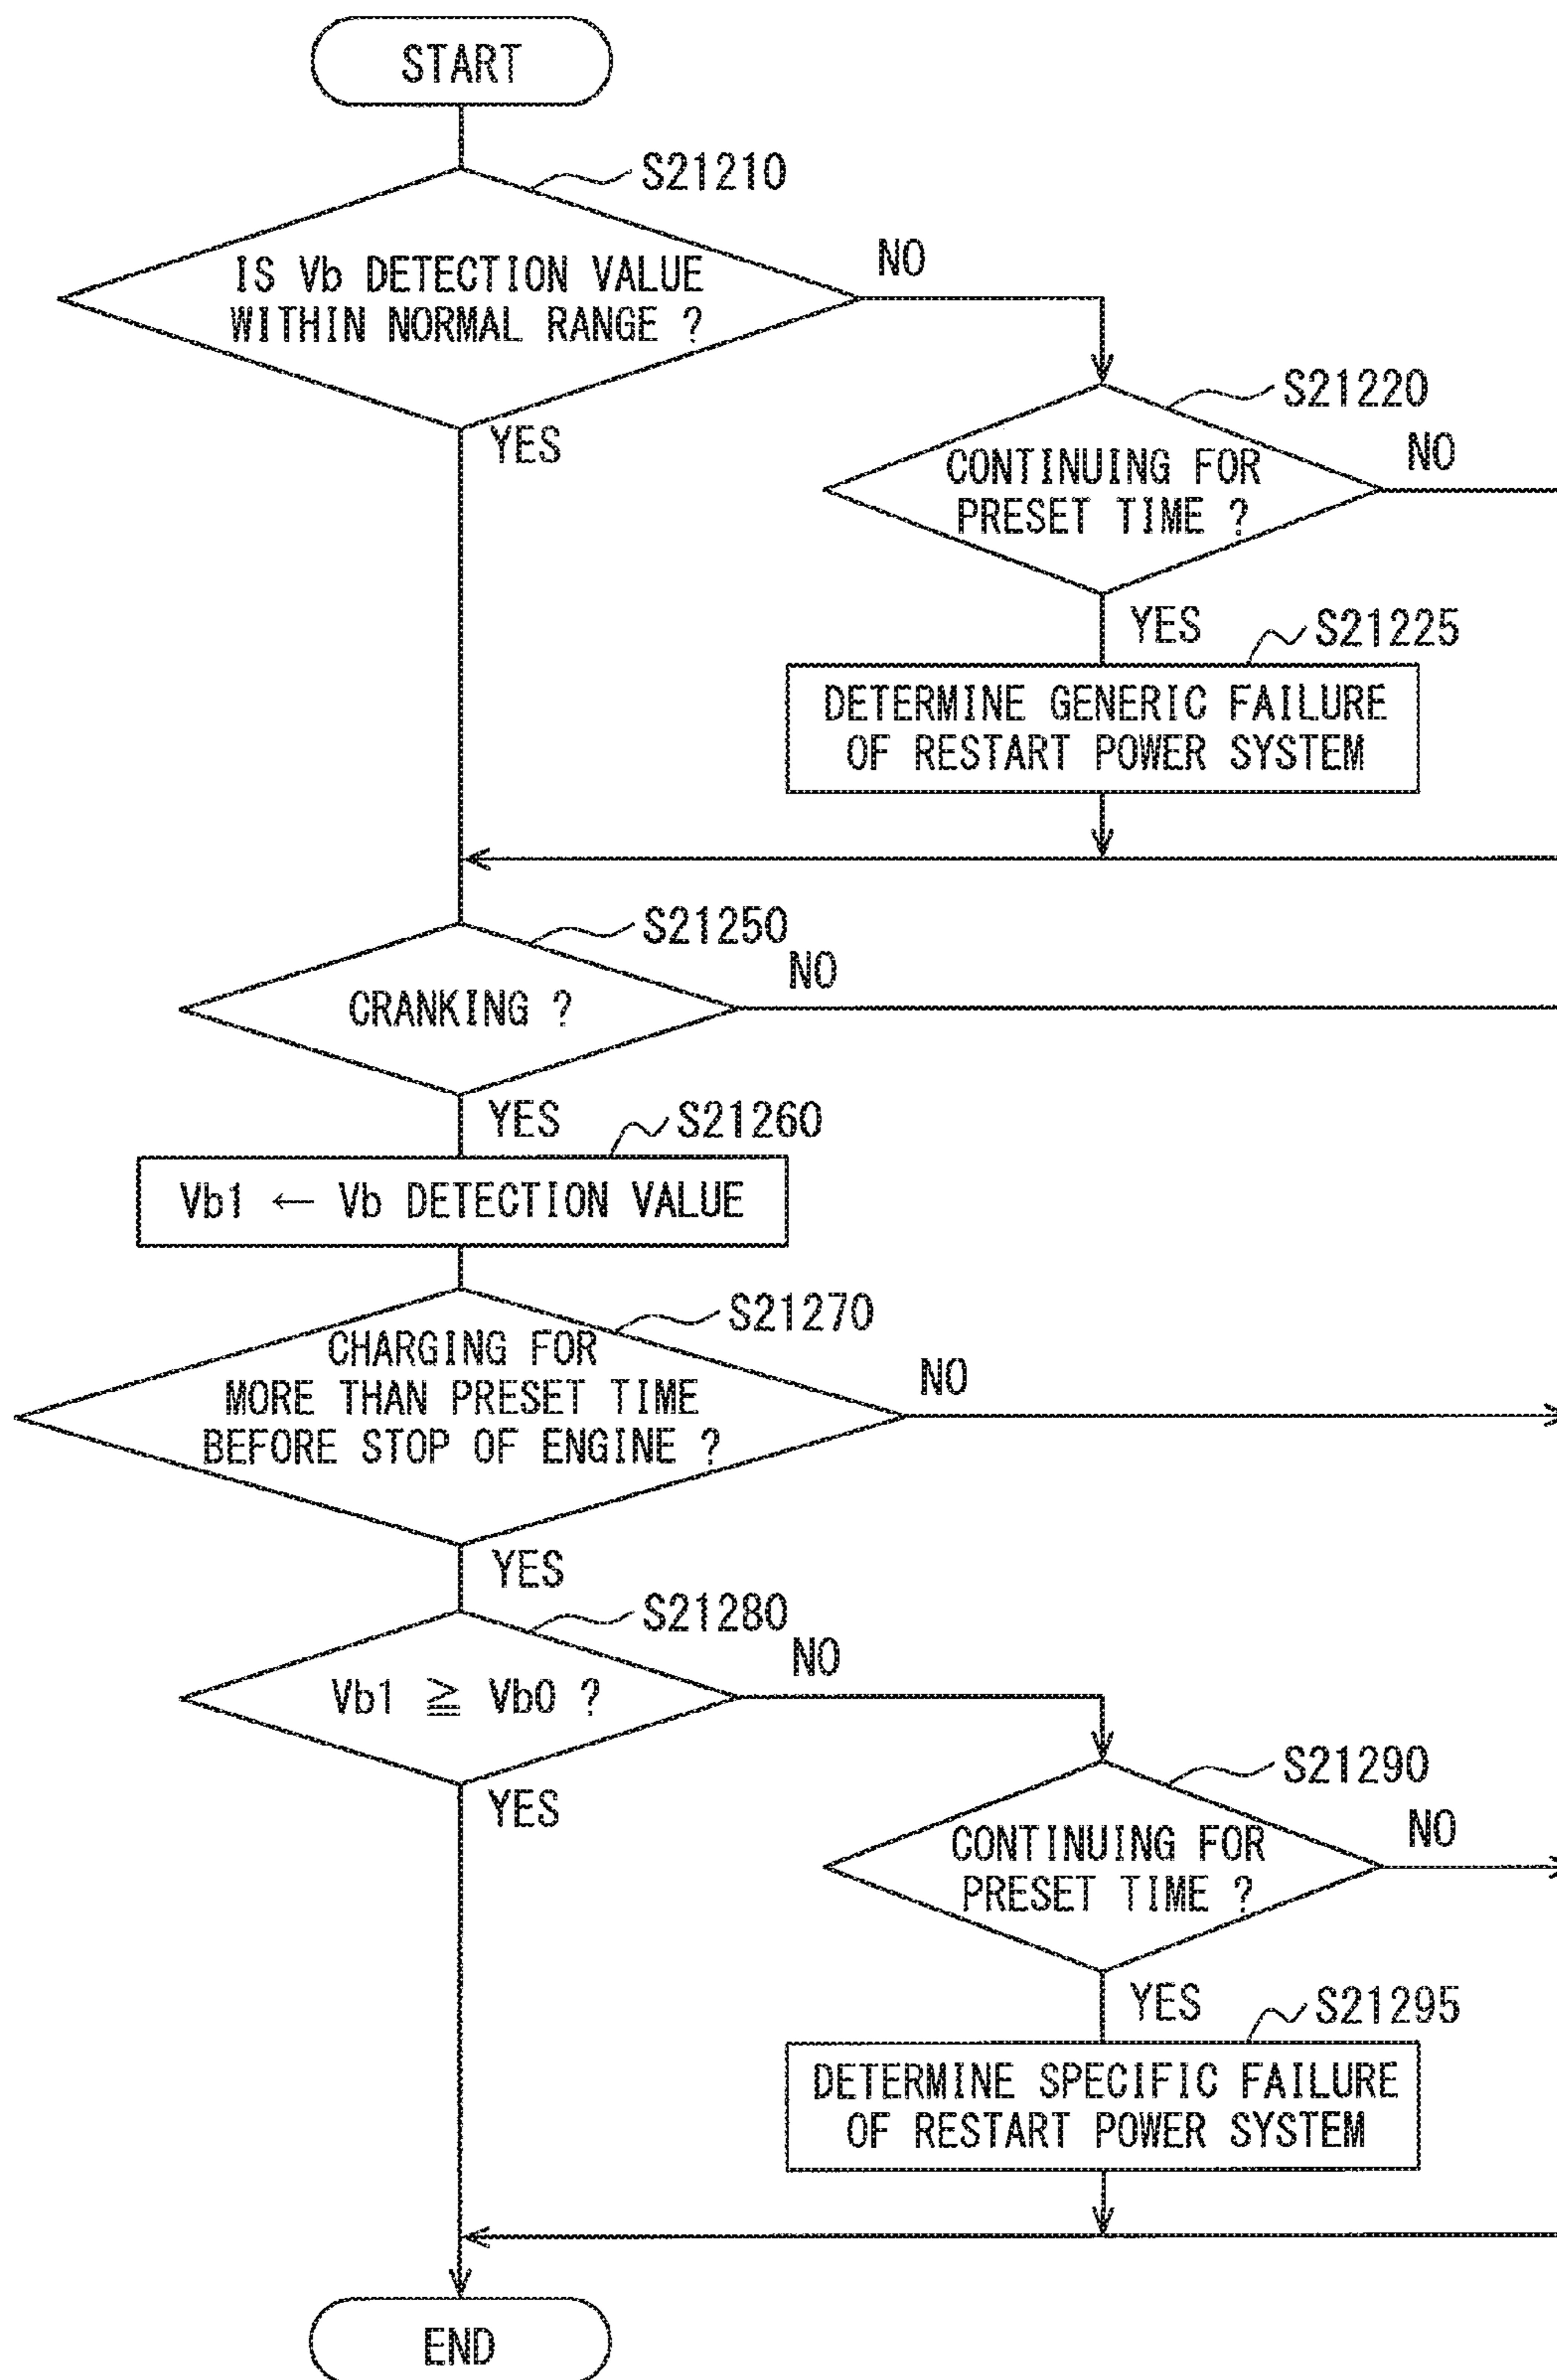 START
S21210
IS Vb DETECTION VALUE
WITHIN NORMAL RANGE ?
NO
YES
S21220
CONTINUING FOR
PRESET TIME ?
NO
YES
S21225
DETERMINE GENERIC FAILURE
OF RESTART POWER SYSTEM
S21250
CRANKING ?
NO
YES
S21260
Vb1 ← Vb DETECTION VALUE
S21270
CHARGING FOR
MORE THAN PRESET TIME
BEFORE STOP OF ENGINE ?
NO
YES
S21280
Vb1 ≧ Vb0 ?
NO
YES
S21290
CONTINUING FOR
PRESET TIME ?
NO
YES
S21295
DETERMINE SPECIFIC FAILURE
OF RESTART POWER SYSTEM
END